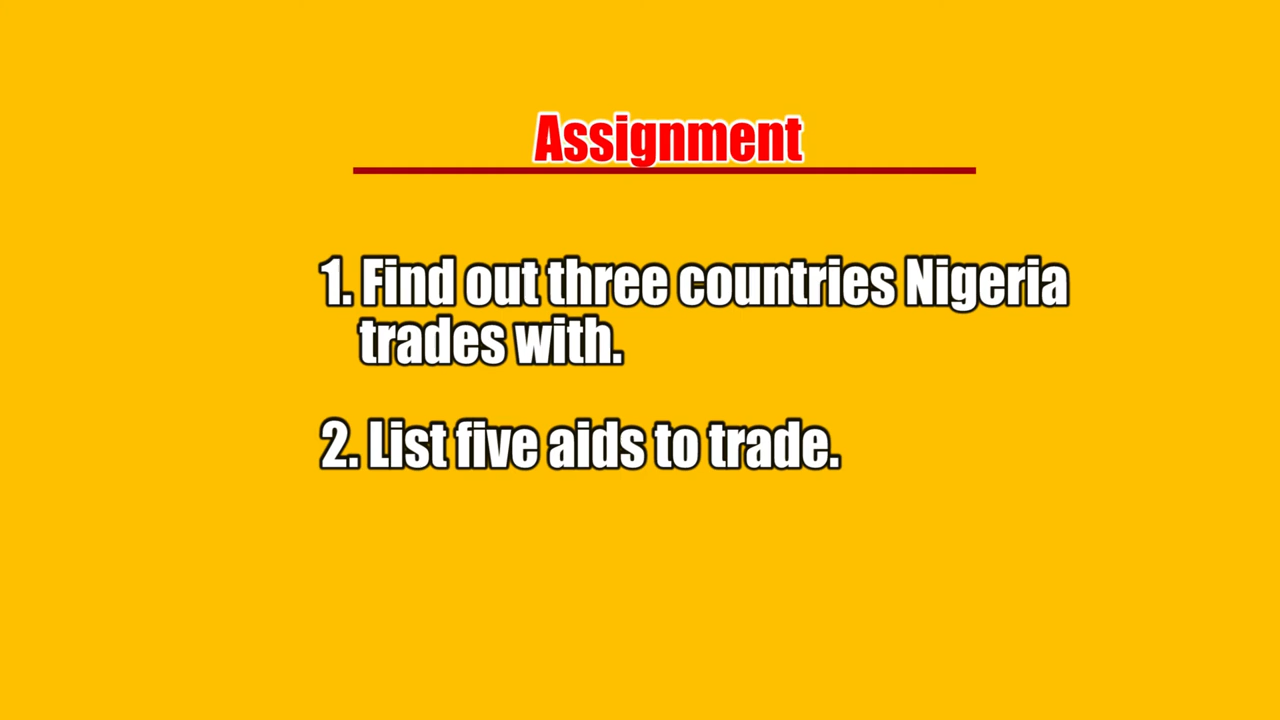 Assignment
1. Find out three countries Nigeria
trades with.
2. List five aids to trade.